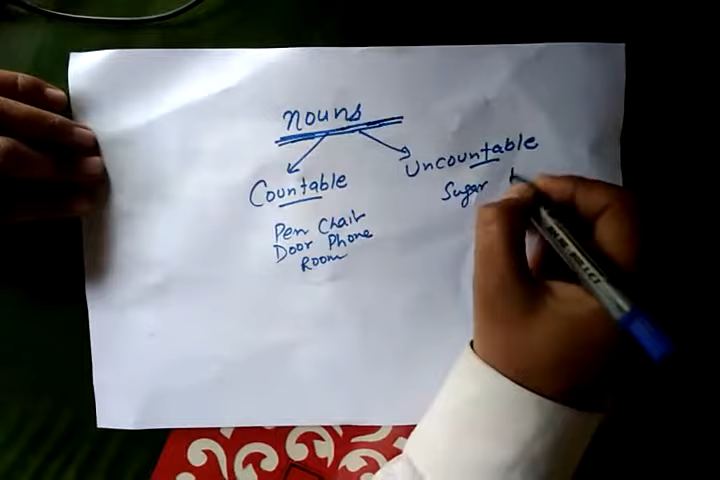 nouns
Countable
Uncountable
Pen Chair
Door Phone
Room
Sugar